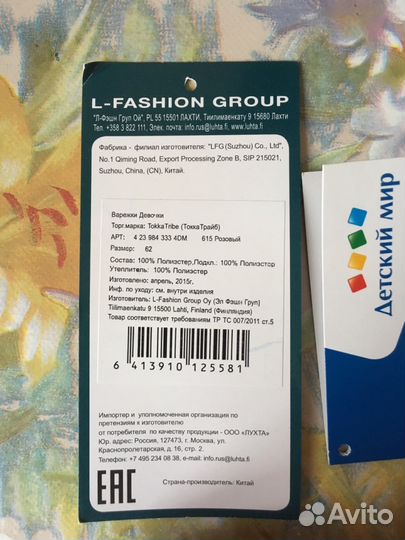 L-FASHION GROUP
"Л-Фэшн Груп Ой", PL 55 15501 ЛАХТИ, Тиилимаенкату 9 15680 Лахти
Тел. +358 3 822 111, Элек. почта: info.rus@luhta.fi, www.luhta.fi
Фабрика - филиал изготовителя: "LFG (Suzhou) Co., Ltd",
No.1 Qiming Road, Export Processing Zone B, SIP 215021,
Suzhou, China, (CN), Китай.
Варежки Девочки
Торг.марка: TokkaTribe (ТоккаТрайб)
АРТ: 4 23 984 333 4DM 615 Розовый
Размер: 62
Состав: 100% Полиэстер,Подкл.: 100% Полиэстер
Утеплитель: 100% Полиэстер
Изготовлено: апрель, 2015г.
Инф. по уходу: см. внутри изделия
Изготовитель: L-Fashion Group Oy (Эл Фэшн Груп)
Tiilimaenkatu 9 15500 Lahti, Finland (Финляндия)
Товар соответствует требованиям ТР ТС 007/2011 ст.5
6 413910 125581
Импортер и уполномоченная организация по
претензиям к изготовителю
от потребителя по качеству продукции - ООО «ЛУХТА»
Юр. адрес: Россия, 127473, г. Москва, ул.
Краснопролетарская, д. 16, стр. 2.
Телефон: +7 495 234 08 38, e-mail: info.rus@luhta.fi
EAC
Страна-производитель: Китай
Детский мир
Avito